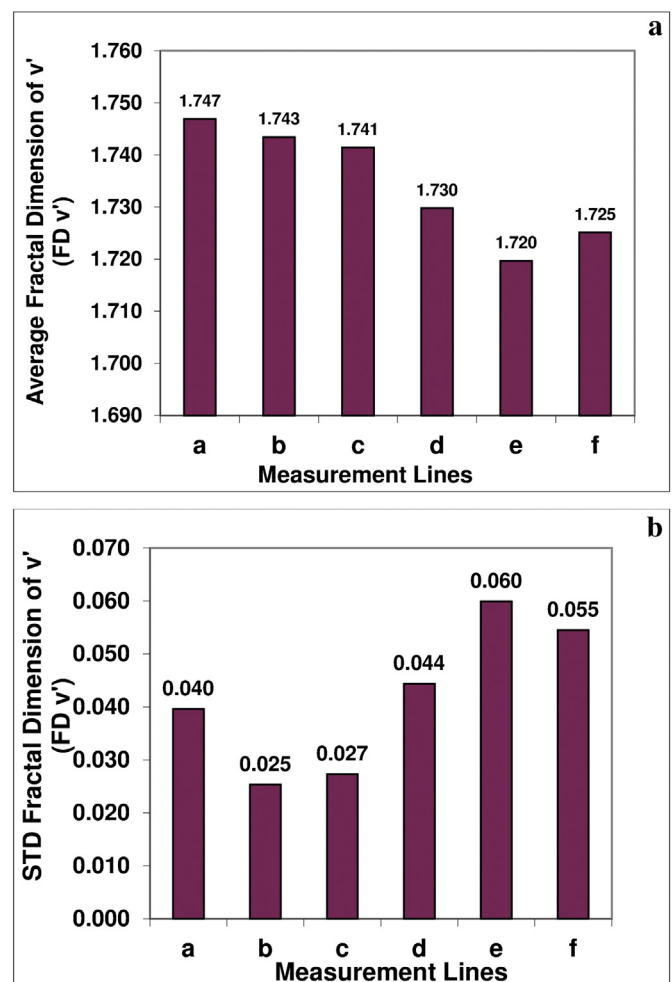 a
Average Fractal Dimension of v'
(FD v')
1.760
1.750
1.740
1.730
1.720
1.710
1.700
1.690
1.747
1.743
1.741
1.730
1.720
1.725
a b c d e f
Measurement Lines
b
STD Fractal Dimension of v'
(FD v')
0.070
0.060
0.050
0.040
0.030
0.020
0.010
0.000
0.040
0.025
0.027
0.044
0.060
0.055
a b c d e f
Measurement Lines